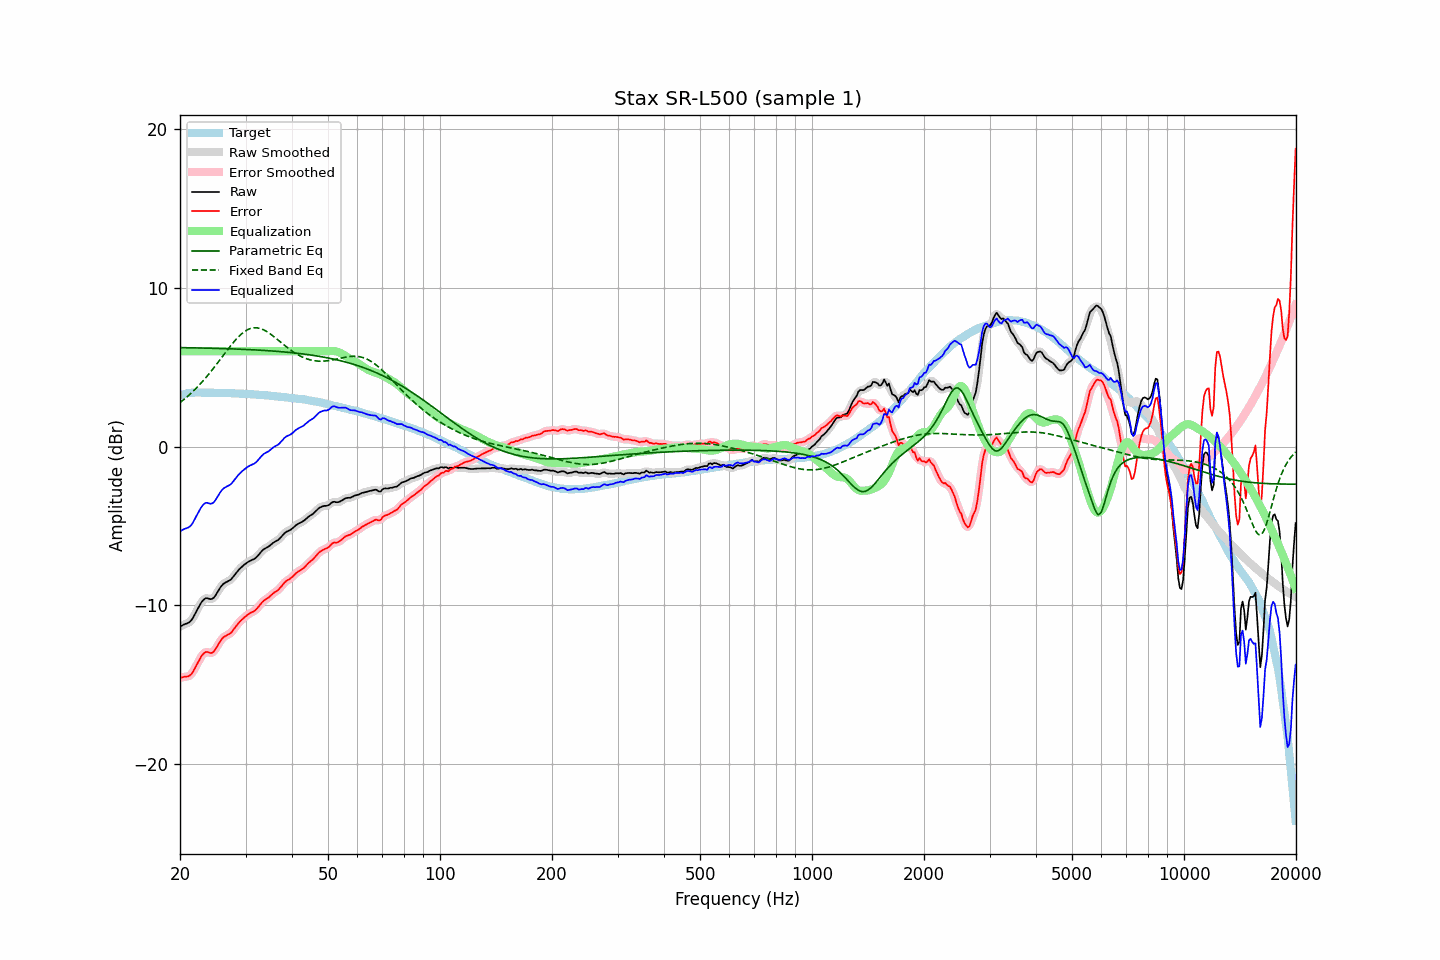 Stax SR-L500 (sample 1)
Target
Raw Smoothed
Error Smoothed
Raw
Error
Equalization
Parametric Eq
Fixed Band Eq
Equalized
20
10
0
−10
−20
Amplitude (dBr)
20
50
100
200
500
1000
2000
5000
10000
20000
Frequency (Hz)